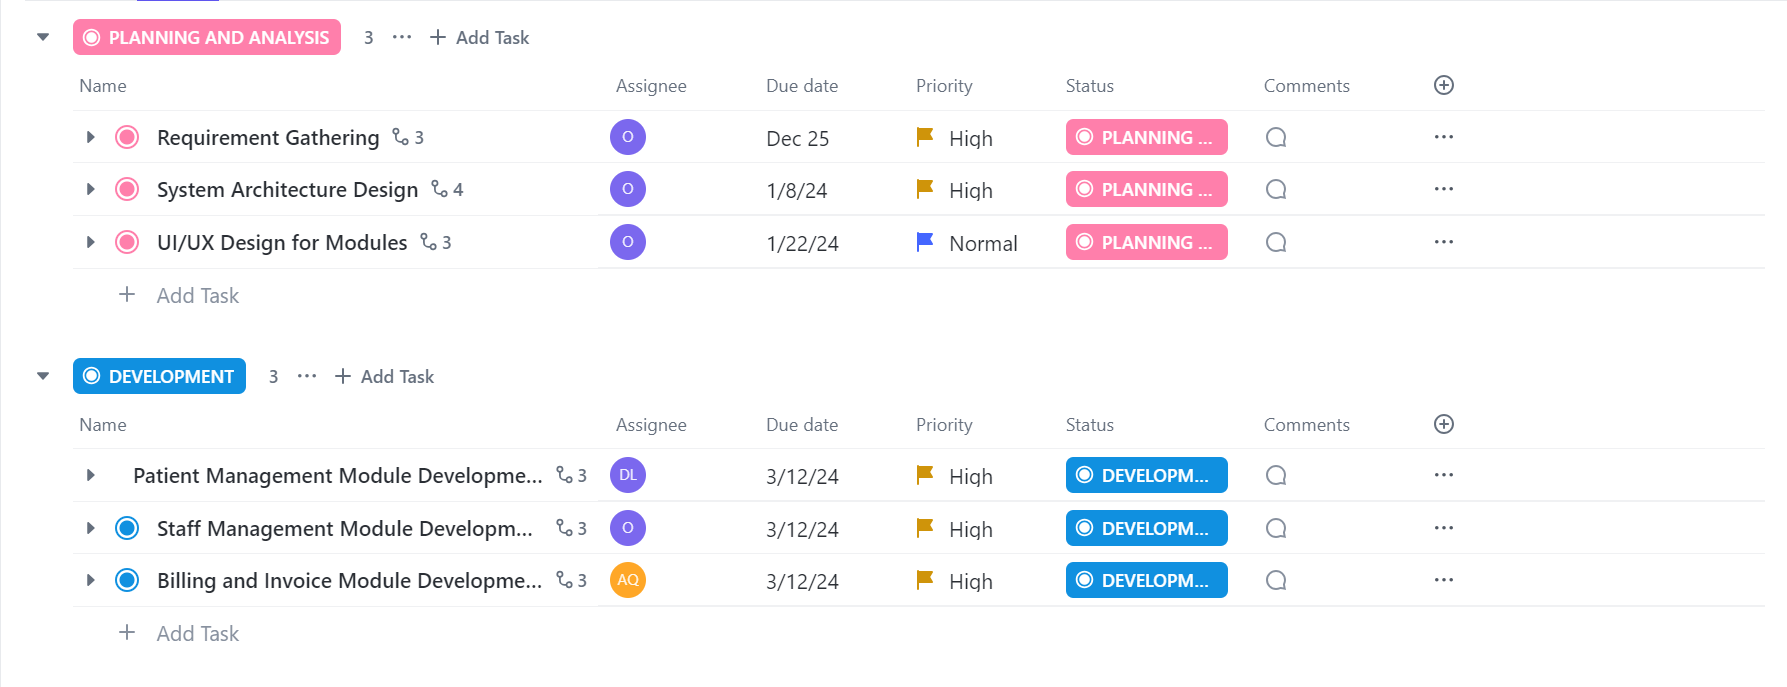 PLANNING AND ANALYSIS 3 ... + Add Task
Name Assignee Due date Priority Status Comments
Requirement Gathering 3 O Dec 25 High PLANNING ... ...
System Architecture Design 4 O 1/8/24 High PLANNING ... ...
UI/UX Design for Modules 3 O 1/22/24 Normal PLANNING ... ...
+ Add Task
DEVELOPMENT 3 ... + Add Task
Name Assignee Due date Priority Status Comments
Patient Management Module Developme... 3 DL 3/12/24 High DEVELOPM... ...
Staff Management Module Developm... 3 O 3/12/24 High DEVELOPM... ...
Billing and Invoice Module Developme... 3 AQ 3/12/24 High DEVELOPM... ...
+ Add Task